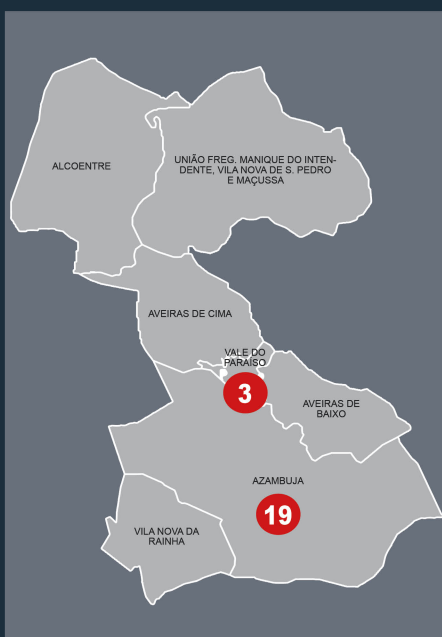 ALCOENTRE
UNIÃO FREG. MANIQUE DO INTEN-
DENTE, VILA NOVA DE S. PEDRO
E MAÇUSSA
AVEIRAS DE CIMA
VALE DO
PARAÍSO
3
AVEIRAS DE
BAIXO
AZAMBUJA
19
VILA NOVA DA
RAINHA